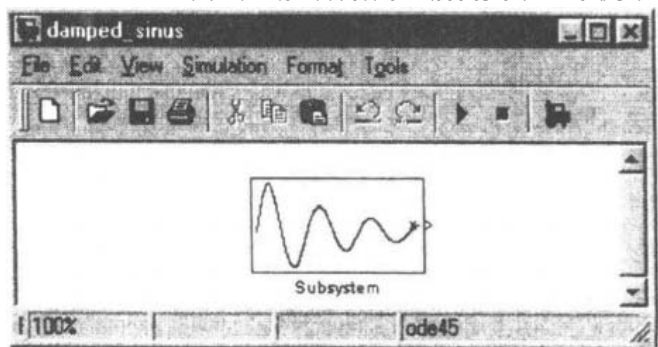 damped_sinus
File Edit View Simulation Format Tools
Subsystem
100%
ode45